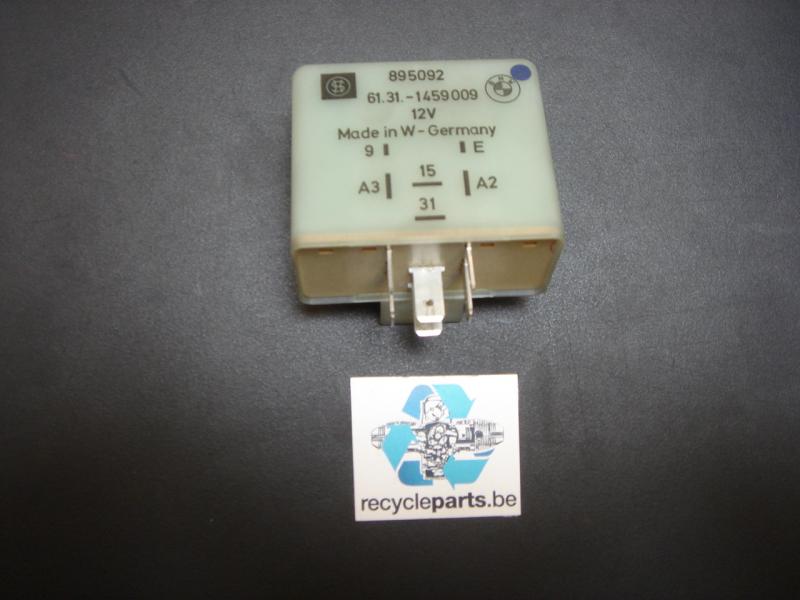 895092
61.31.-1459009
12V
Made in W-Germany
9 E
15
A3 A2
31
recycleparts.be